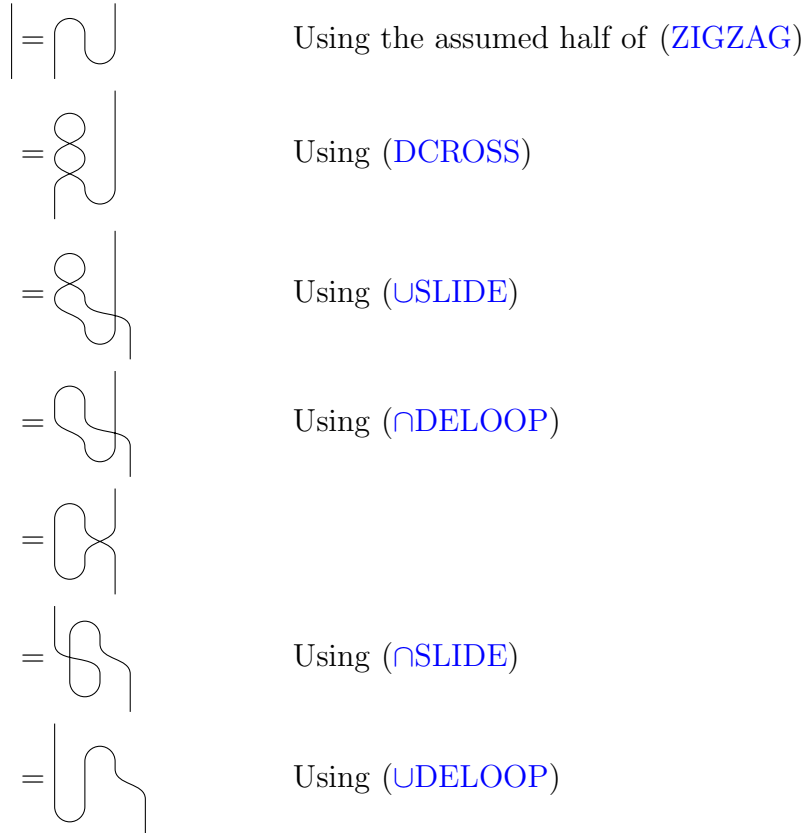 = Using the assumed half of (ZIGZAG)
= Using (DCROSS)
= Using (∪SLIDE)
= Using (∩DELOOP)
=
= Using (∩SLIDE)
= Using (∪DELOOP)